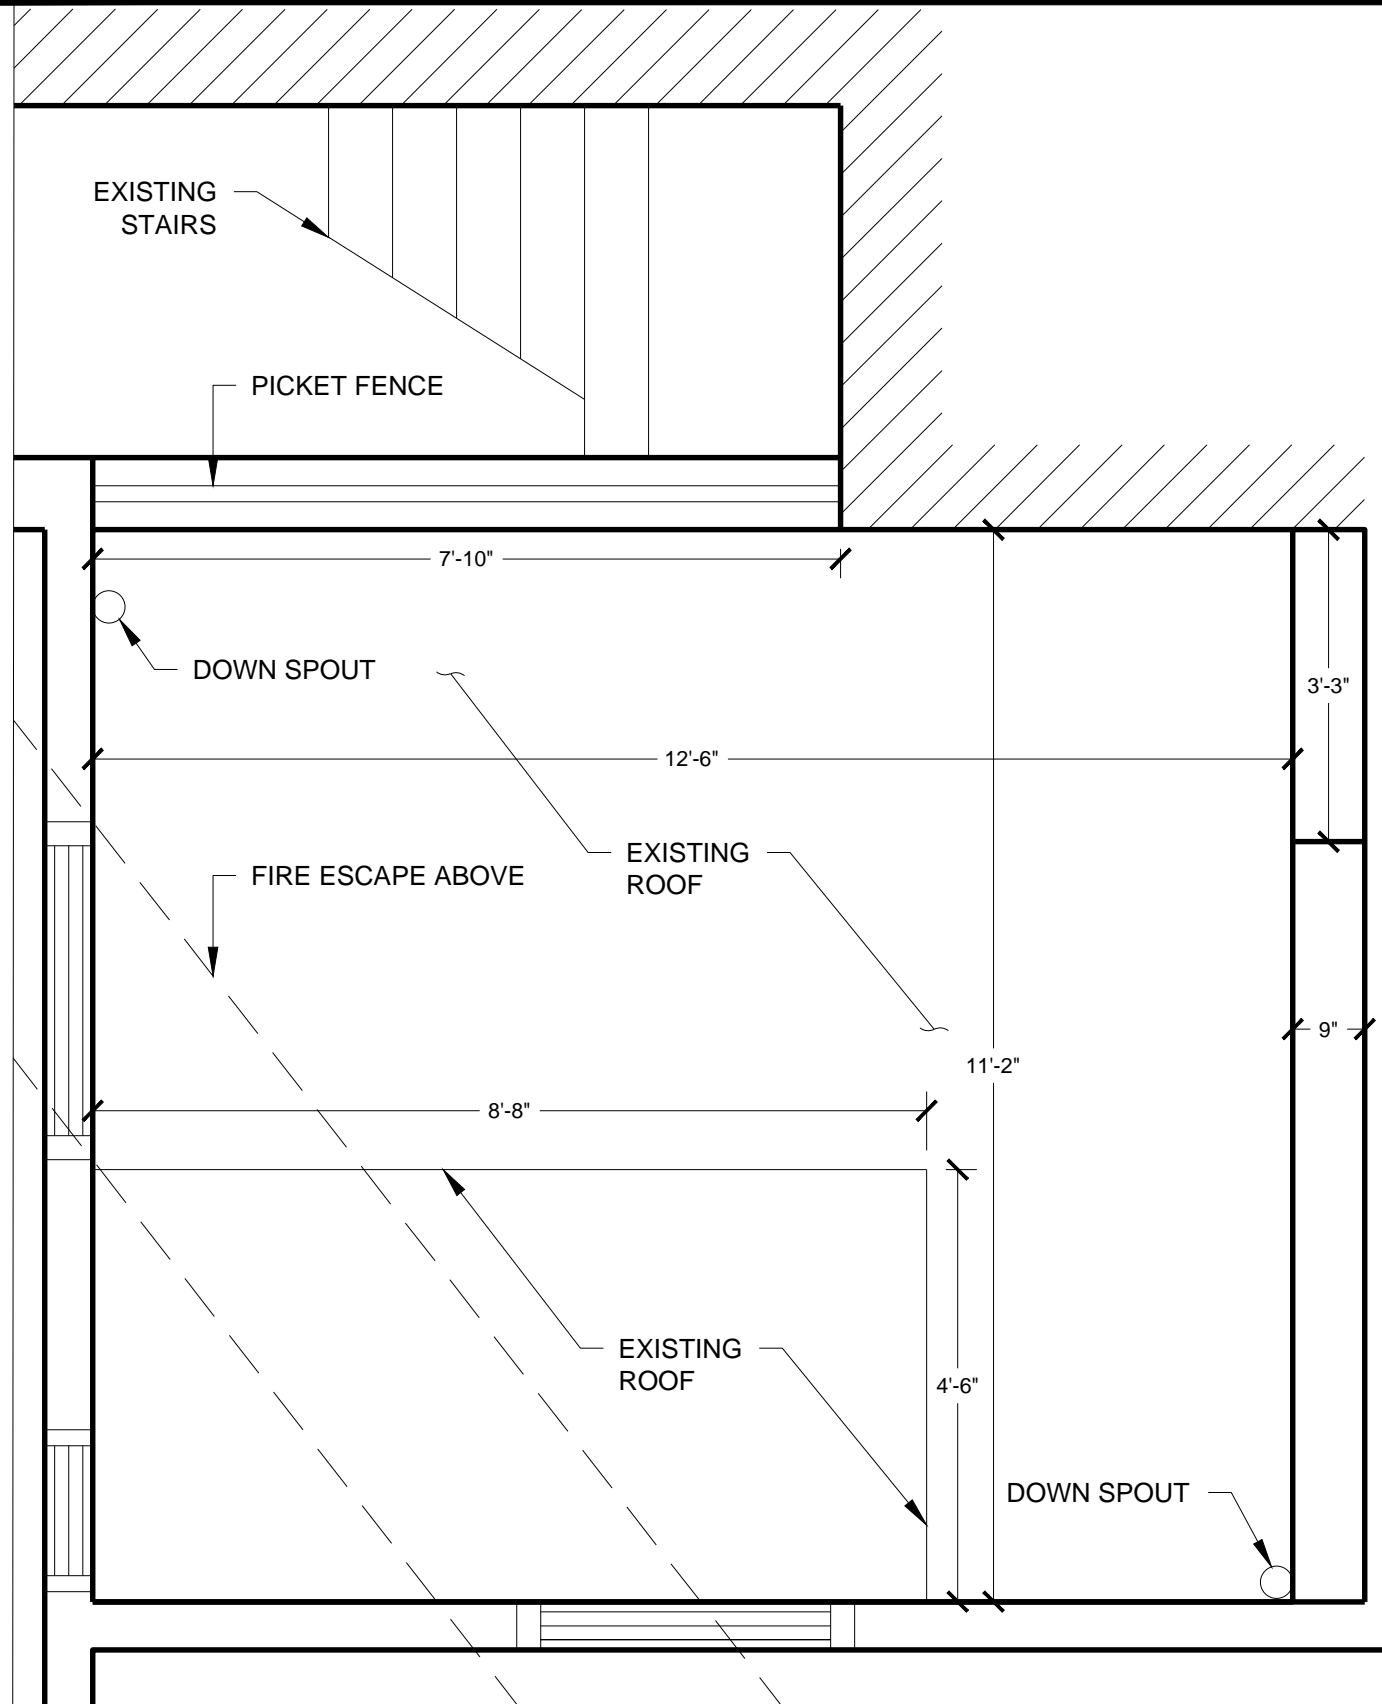 EXISTING
STAIRS
PICKET FENCE
7'-10"
DOWN SPOUT
3'-3"
12'-6"
EXISTING
ROOF
FIRE ESCAPE ABOVE
9"
11'-2"
8'-8"
EXISTING
ROOF
4'-6"
DOWN SPOUT